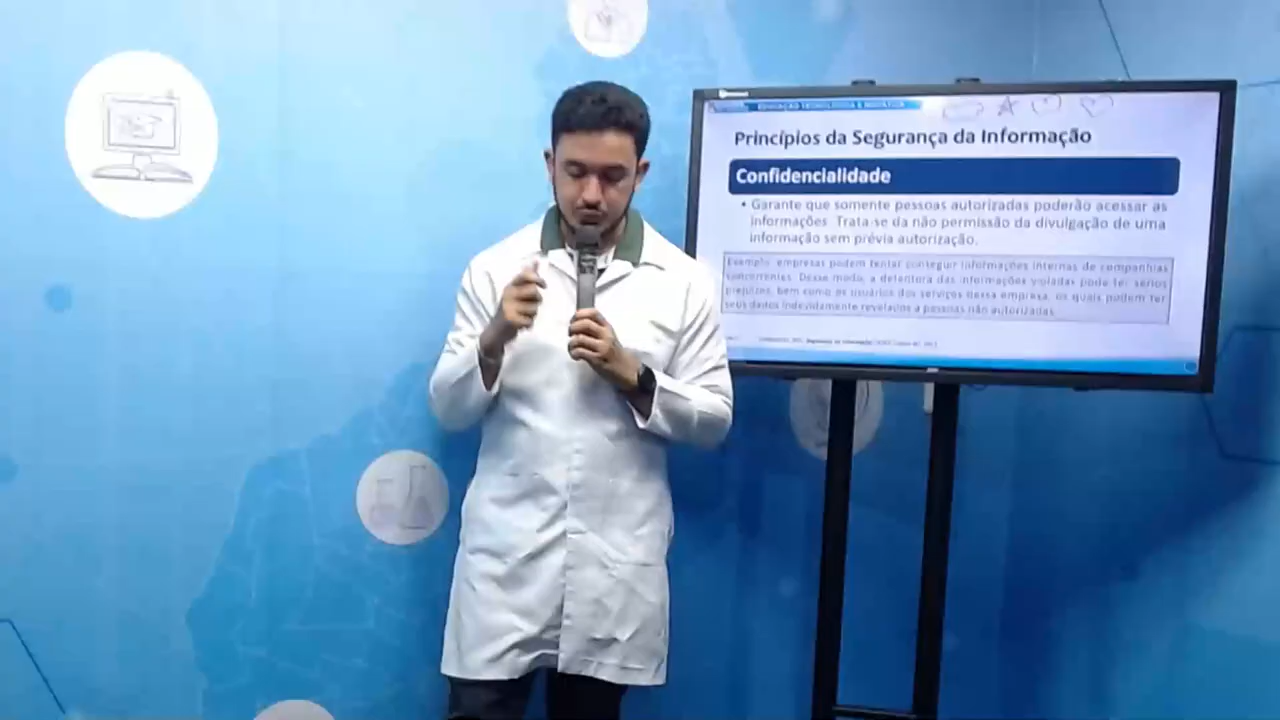 EDUCAÇÃO TECNOLÓGICA E MIDIÁTICA
Princípios da Segurança da Informação
Confidencialidade
• Garante que somente pessoas autorizadas poderão acessar as
informações. Trata-se da não permissão da divulgação de uma
informação sem prévia autorização.
Exemplo: empresas podem tentar conseguir informações internas de companhias
concorrentes. Desse modo, a detentora das informações violadas pode ter sérios
prejuízos, bem como os usuários dos serviços dessa empresa, os quais podem ter
seus dados indevidamente revelados a pessoas não autorizadas.